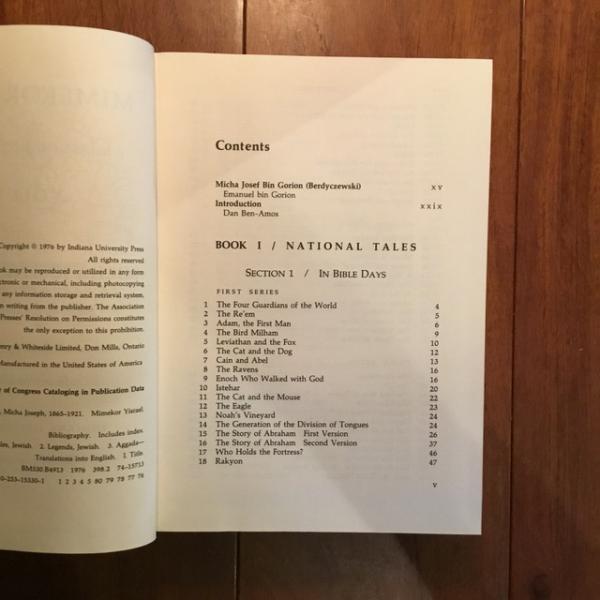 MIMEKOR
Copyright © 1976 by Indiana University Press
All rights reserved
ok may be reproduced or utilized in any form
ectronic or mechanical, including photocopying
any information storage and retrieval system,
n writing from the publisher. The Association
Presses' Resolution on Permissions constitutes
the only exception to this prohibition.
nry & Whiteside Limited, Don Mills, Ontario
Manufactured in the United States of America
of Congress Cataloging in Publication Data
, Micha Joseph, 1865-1921. Mimekor Yisrael.
Bibliography. Includes index.
les, Jewish. 2. Legends, Jewish. 3. Aggada—
Translations into English. I. Title.
BM530.B4913 1976 398.2 74-15713
0-253-15330-1 1 2 3 4 5 80 79 78 77 76
Contents
Micha Josef Bin Gorion (Berdyczewski) xv
Emanuel bin Gorion
Introduction xxix
Dan Ben-Amos
BOOK I / NATIONAL TALES
SECTION 1 / IN BIBLE DAYS
FIRST SERIES
1 The Four Guardians of the World 4
2 The Re'em 5
3 Adam, the First Man 6
4 The Bird Milham 9
5 Leviathan and the Fox 10
6 The Cat and the Dog 12
7 Cain and Abel 13
8 The Ravens 16
9 Enoch Who Walked with God 16
10 Istehar 20
11 The Cat and the Mouse 22
12 The Eagle 23
13 Noah's Vineyard 24
14 The Generation of the Division of Tongues 24
15 The Story of Abraham First Version 26
16 The Story of Abraham Second Version 37
17 Who Holds the Fortress? 46
18 Rakyon 47
v